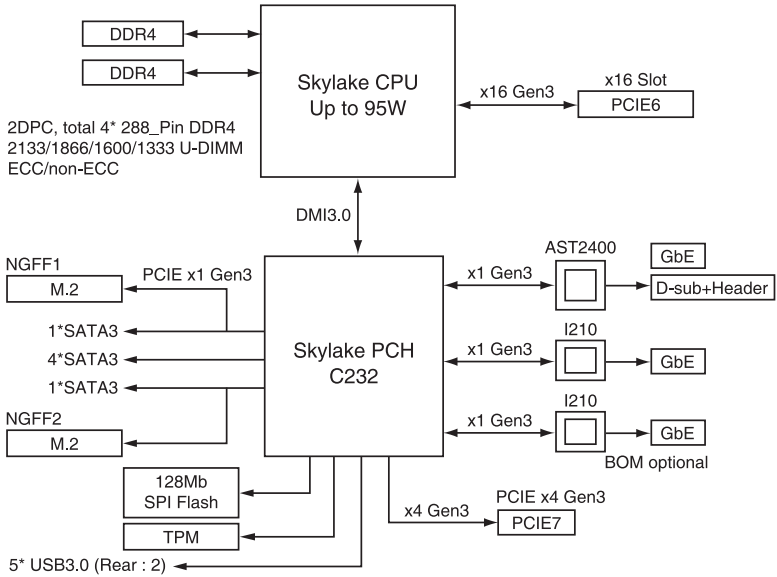 DDR4
DDR4
Skylake CPU
Up to 95W
x16 Gen3
x16 Slot
PCIE6
2DPC, total 4* 288_Pin DDR4
2133/1866/1600/1333 U-DIMM
ECC/non-ECC
DMI3.0
NGFF1
M.2
PCIE x1 Gen3
1*SATA3
4*SATA3
1*SATA3
NGFF2
M.2
Skylake PCH
C232
x1 Gen3
AST2400
GbE
D-sub+Header
x1 Gen3
I210
GbE
x1 Gen3
I210
GbE
BOM optional
128Mb
SPI Flash
TPM
5* USB3.0 (Rear : 2)
x4 Gen3
PCIE x4 Gen3
PCIE7